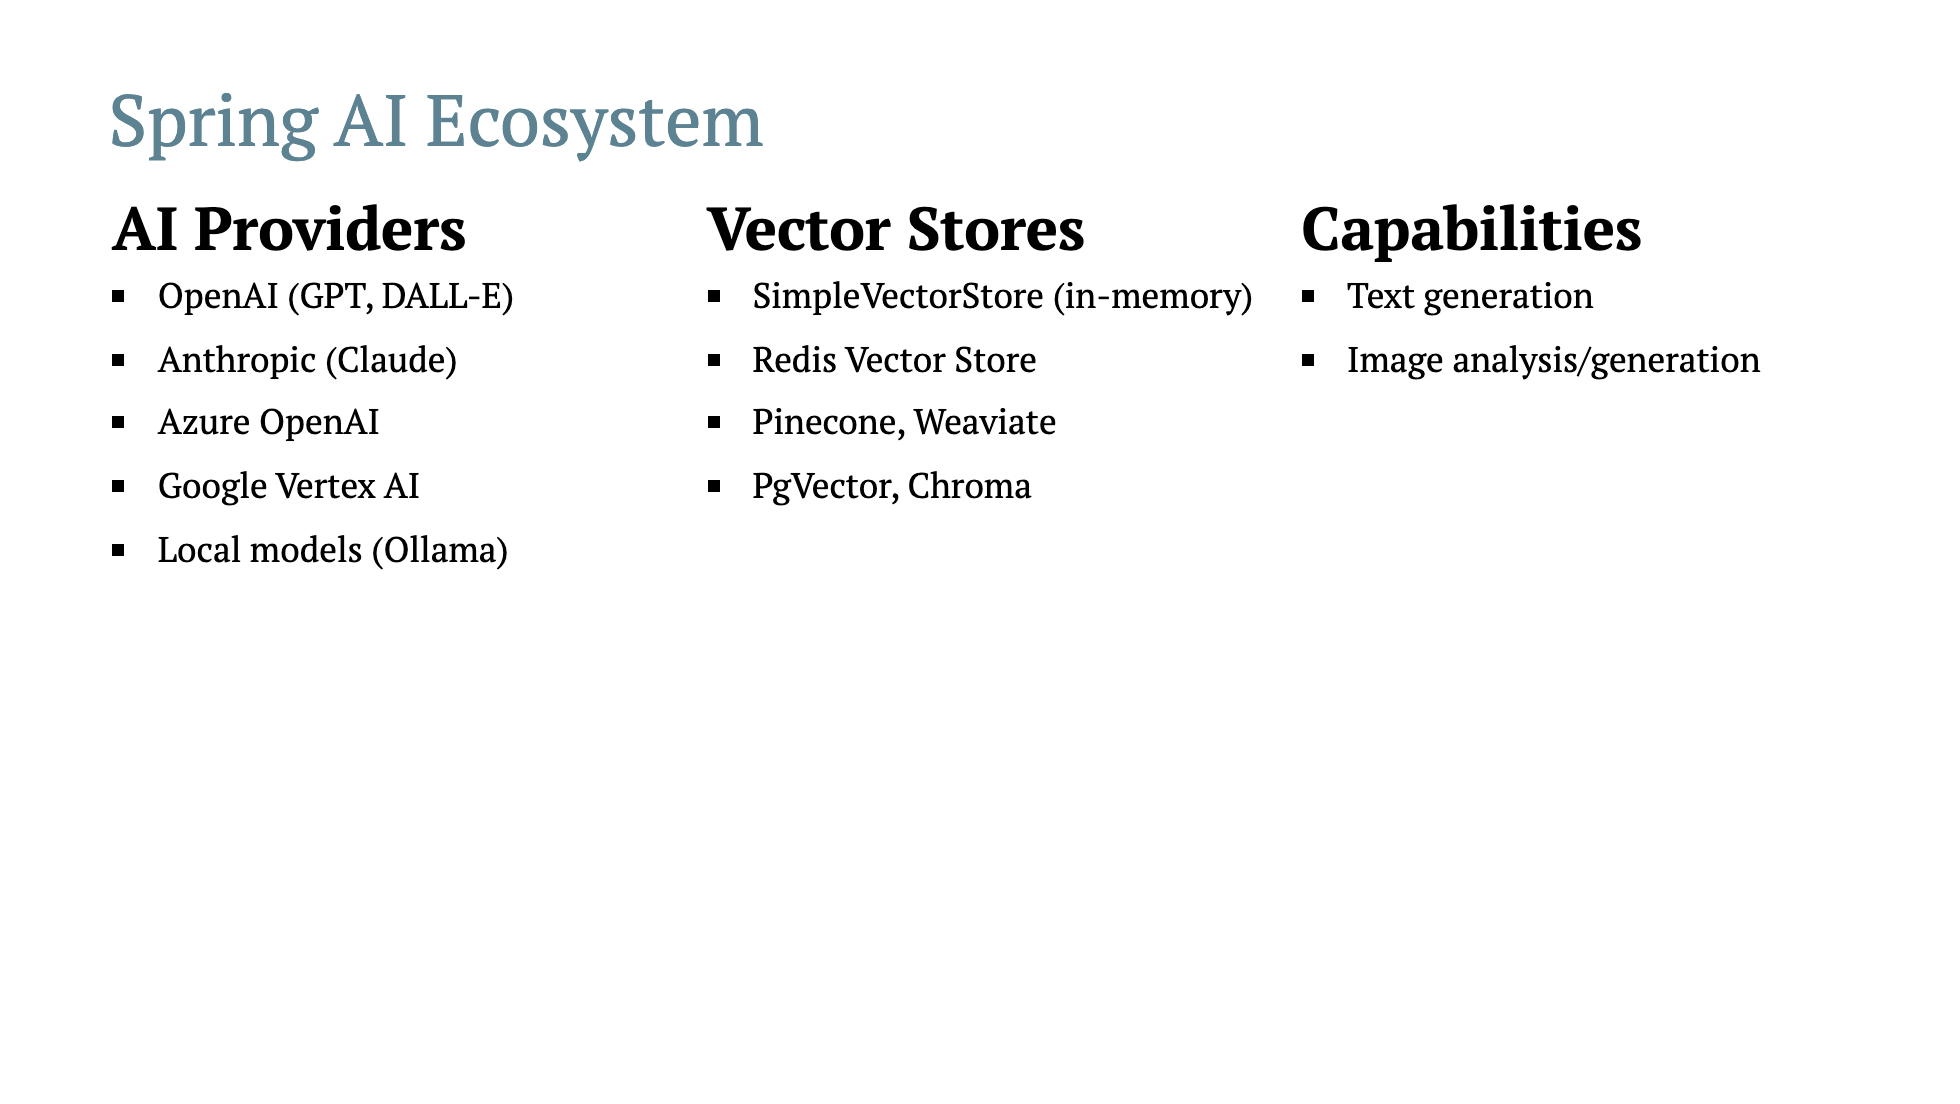 Spring AI Ecosystem
AI Providers
▪ OpenAI (GPT, DALL-E)
▪ Anthropic (Claude)
▪ Azure OpenAI
▪ Google Vertex AI
▪ Local models (Ollama)
Vector Stores
▪ SimpleVectorStore (in-memory)
▪ Redis Vector Store
▪ Pinecone, Weaviate
▪ PgVector, Chroma
Capabilities
▪ Text generation
▪ Image analysis/generation